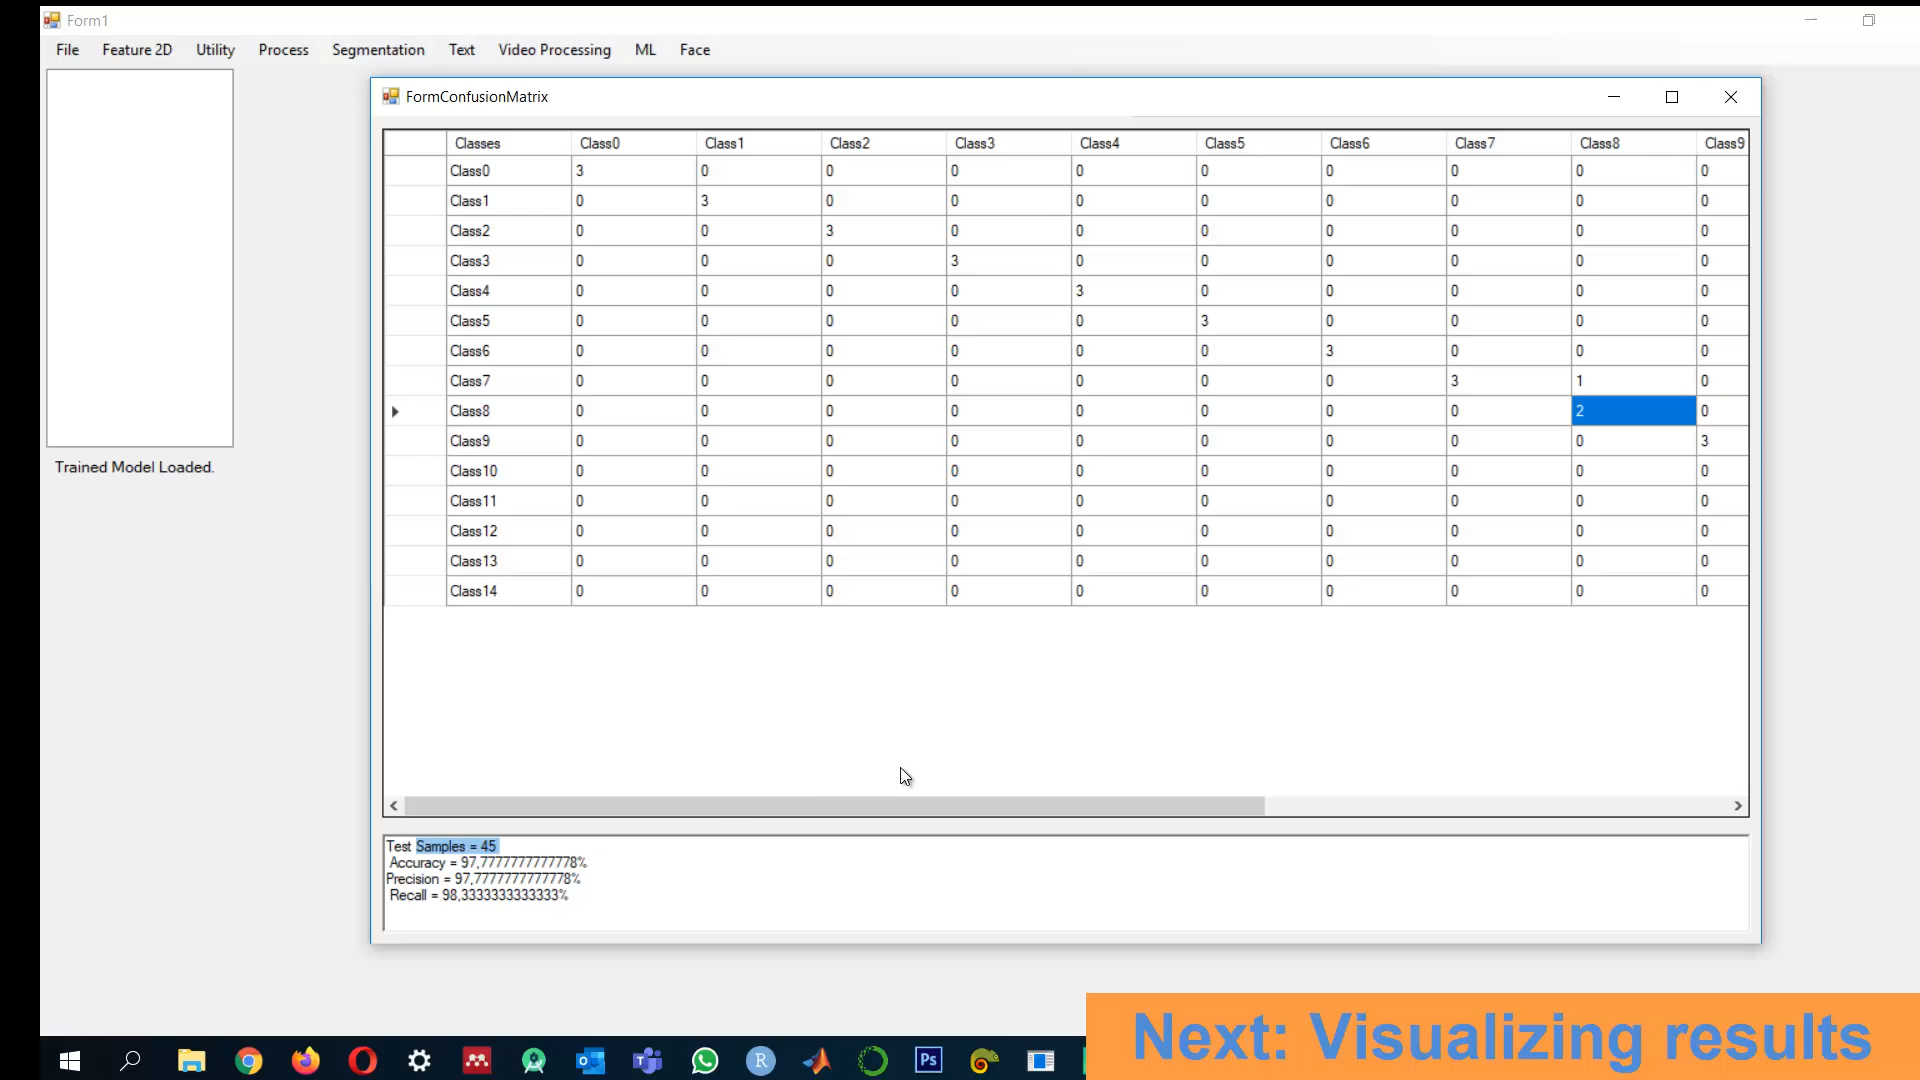 Form1
File Feature 2D Utility Process Segmentation Text Video Processing ML Face
FormConfusionMatrix
Classes Class0 Class1 Class2 Class3 Class4 Class5 Class6 Class7 Class8 Class9
Class0 3 0 0 0 0 0 0 0 0 0
Class1 0 3 0 0 0 0 0 0 0 0
Class2 0 0 3 0 0 0 0 0 0 0
Class3 0 0 0 3 0 0 0 0 0 0
Class4 0 0 0 0 3 0 0 0 0 0
Class5 0 0 0 0 0 3 0 0 0 0
Class6 0 0 0 0 0 0 3 0 0 0
Class7 0 0 0 0 0 0 0 3 1 0
Class8 0 0 0 0 0 0 0 0 2 0
Class9 0 0 0 0 0 0 0 0 0 3
Class10 0 0 0 0 0 0 0 0 0 0
Class11 0 0 0 0 0 0 0 0 0 0
Class12 0 0 0 0 0 0 0 0 0 0
Class13 0 0 0 0 0 0 0 0 0 0
Class14 0 0 0 0 0 0 0 0 0 0
Trained Model Loaded.
Test Samples = 45
Accuracy = 97,7777777777778%
Precision = 97,7777777777778%
Recall = 98,3333333333333%
Next: Visualizing results
R
Ps